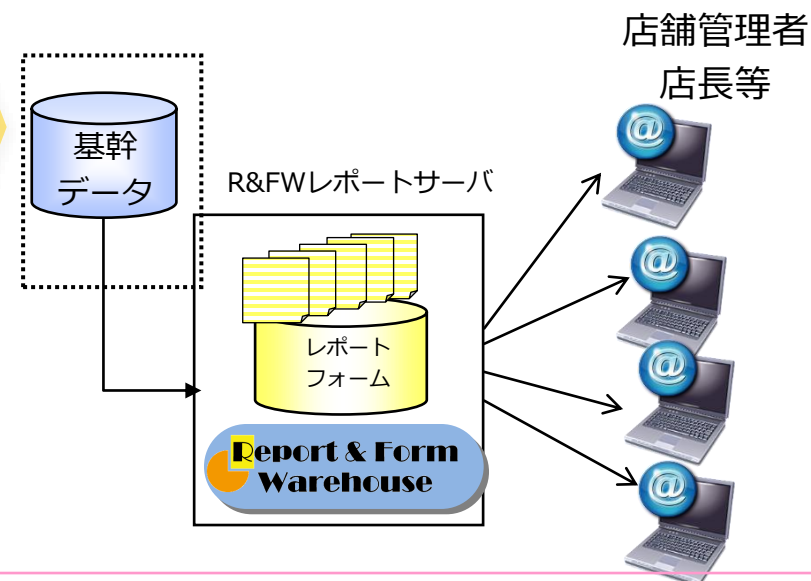 店舗管理者
店長等
基幹
データ
R&FWレポートサーバ
レポート
フォーム
Report & Form
Warehouse
@
@
@
@